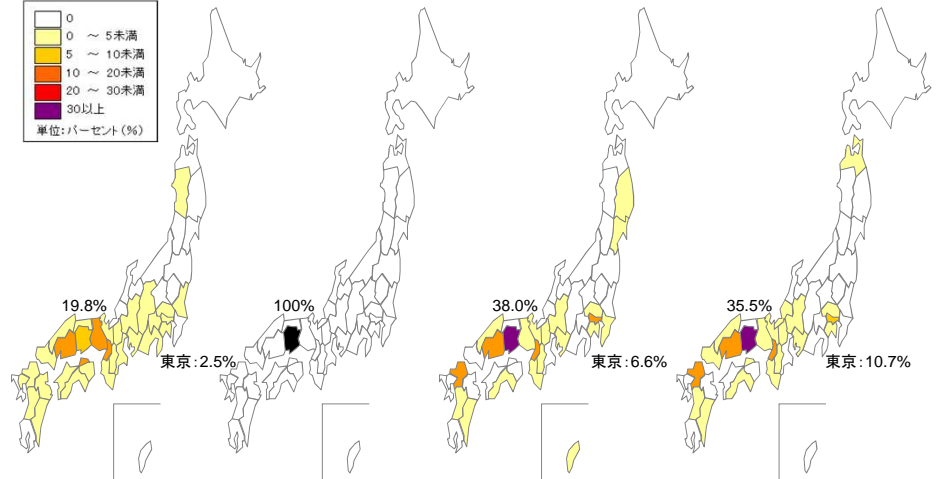 0
0 ～ 5未満
5 ～ 10未満
10 ～ 20未満
20 ～ 30未満
30以上
単位：パーセント（%）
19.8%
100%
38.0%
35.5%
東京：2.5%
東京：6.6%
東京：10.7%